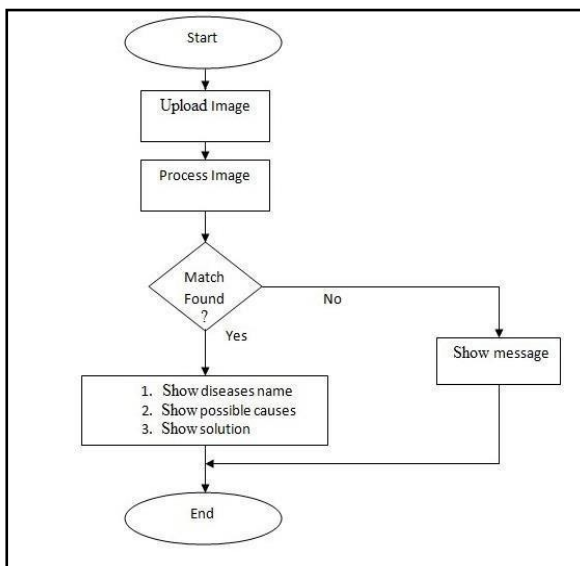 Start
Upload Image
Process Image
Match
Found
?
No
Yes
Show message
1. Show diseases name
2. Show possible causes
3. Show solution
End